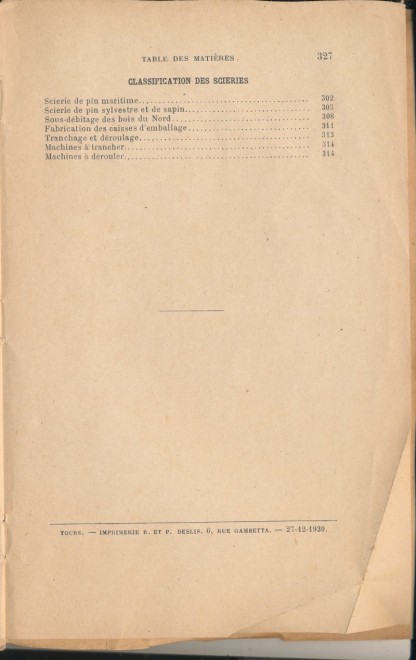 TABLE DES MATIÈRES. 327
CLASSIFICATION DES SCIERIES
Scierie de pin maritime........................ 302
Scierie de pin sylvestre et de sapin........................ 303
Sous-débitage des bois du Nord........................ 308
Fabrication des caisses d'emballage........................ 311
Tranchage et déroulage........................ 313
Machines à trancher........................ 314
Machines à dérouler........................ 314
TOURS. — IMPRIMERIE R. ET P. DESLIS, 6, RUE GAMBETTA. — 27-12-1930.